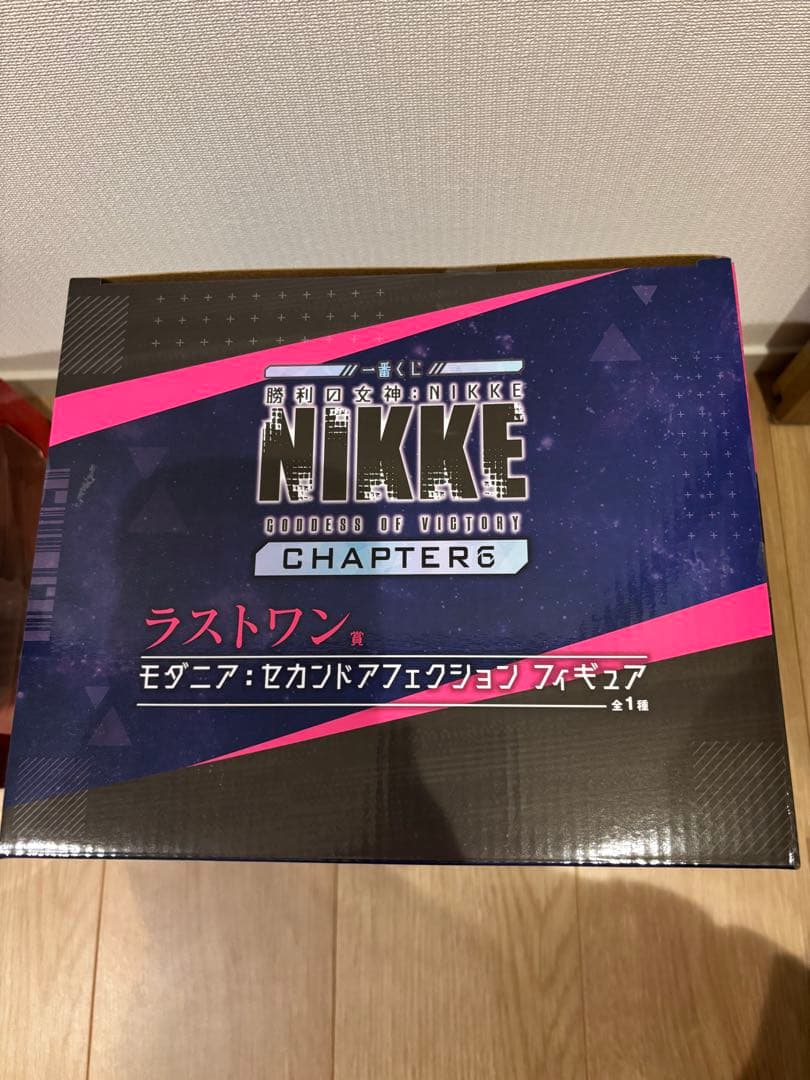 一番くじ
勝利の女神:NIKKE
NIKKE
GODDESS OF VICTORY
CHAPTER6
ラストワン賞
モダニア:セカンドアフェクション フィギュア
全1種